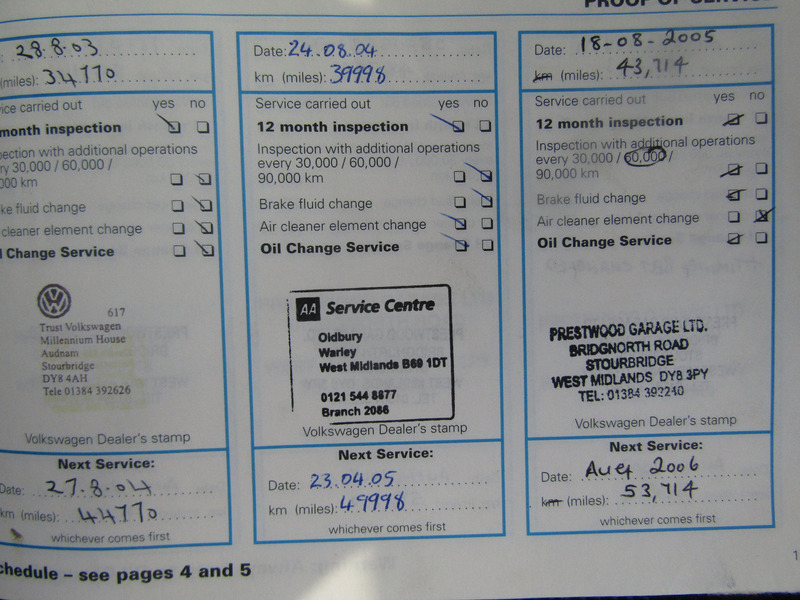 PROOF OF SERVICE
: 28.8.03
(miles): 34770
vice carried out yes no
month inspection
pection with additional operations
ry 30,000 / 60,000 /
000 km
ke fluid change
cleaner element change
l Change Service
617
Trust Volkswagen
Millennium House
Audnam
Stourbridge
DY8 4AH
Tele 01384 392626
Volkswagen Dealer's stamp
Next Service:
Date: 27.8.04
km (miles): 44770
whichever comes first
Date: 24.08.04
km (miles): 39998
Service carried out yes no
12 month inspection
Inspection with additional operations
every 30,000 / 60,000 /
90,000 km
Brake fluid change
Air cleaner element change
Oil Change Service
AA Service Centre
Oldbury
Warley
West Midlands B69 1DT
0121 544 8877
Branch 2086
Volkswagen Dealer's stamp
Next Service:
Date: 23.04.05
km (miles): 49998
whichever comes first
Date: 18-08-2005
km (miles): 43,714
Service carried out yes no
12 month inspection
Inspection with additional operations
every 30,000 / 60,000 /
90,000 km
Brake fluid change
Air cleaner element change
Oil Change Service
PRESTWOOD GARAGE LTD.
BRIDGNORTH ROAD
STOURBRIDGE
WEST MIDLANDS DY8 3PY
TEL: 01384 392240
Volkswagen Dealer's stamp
Next Service:
Date: Aug 2006
km (miles): 53,714
whichever comes first
chedule – see pages 4 and 5
1